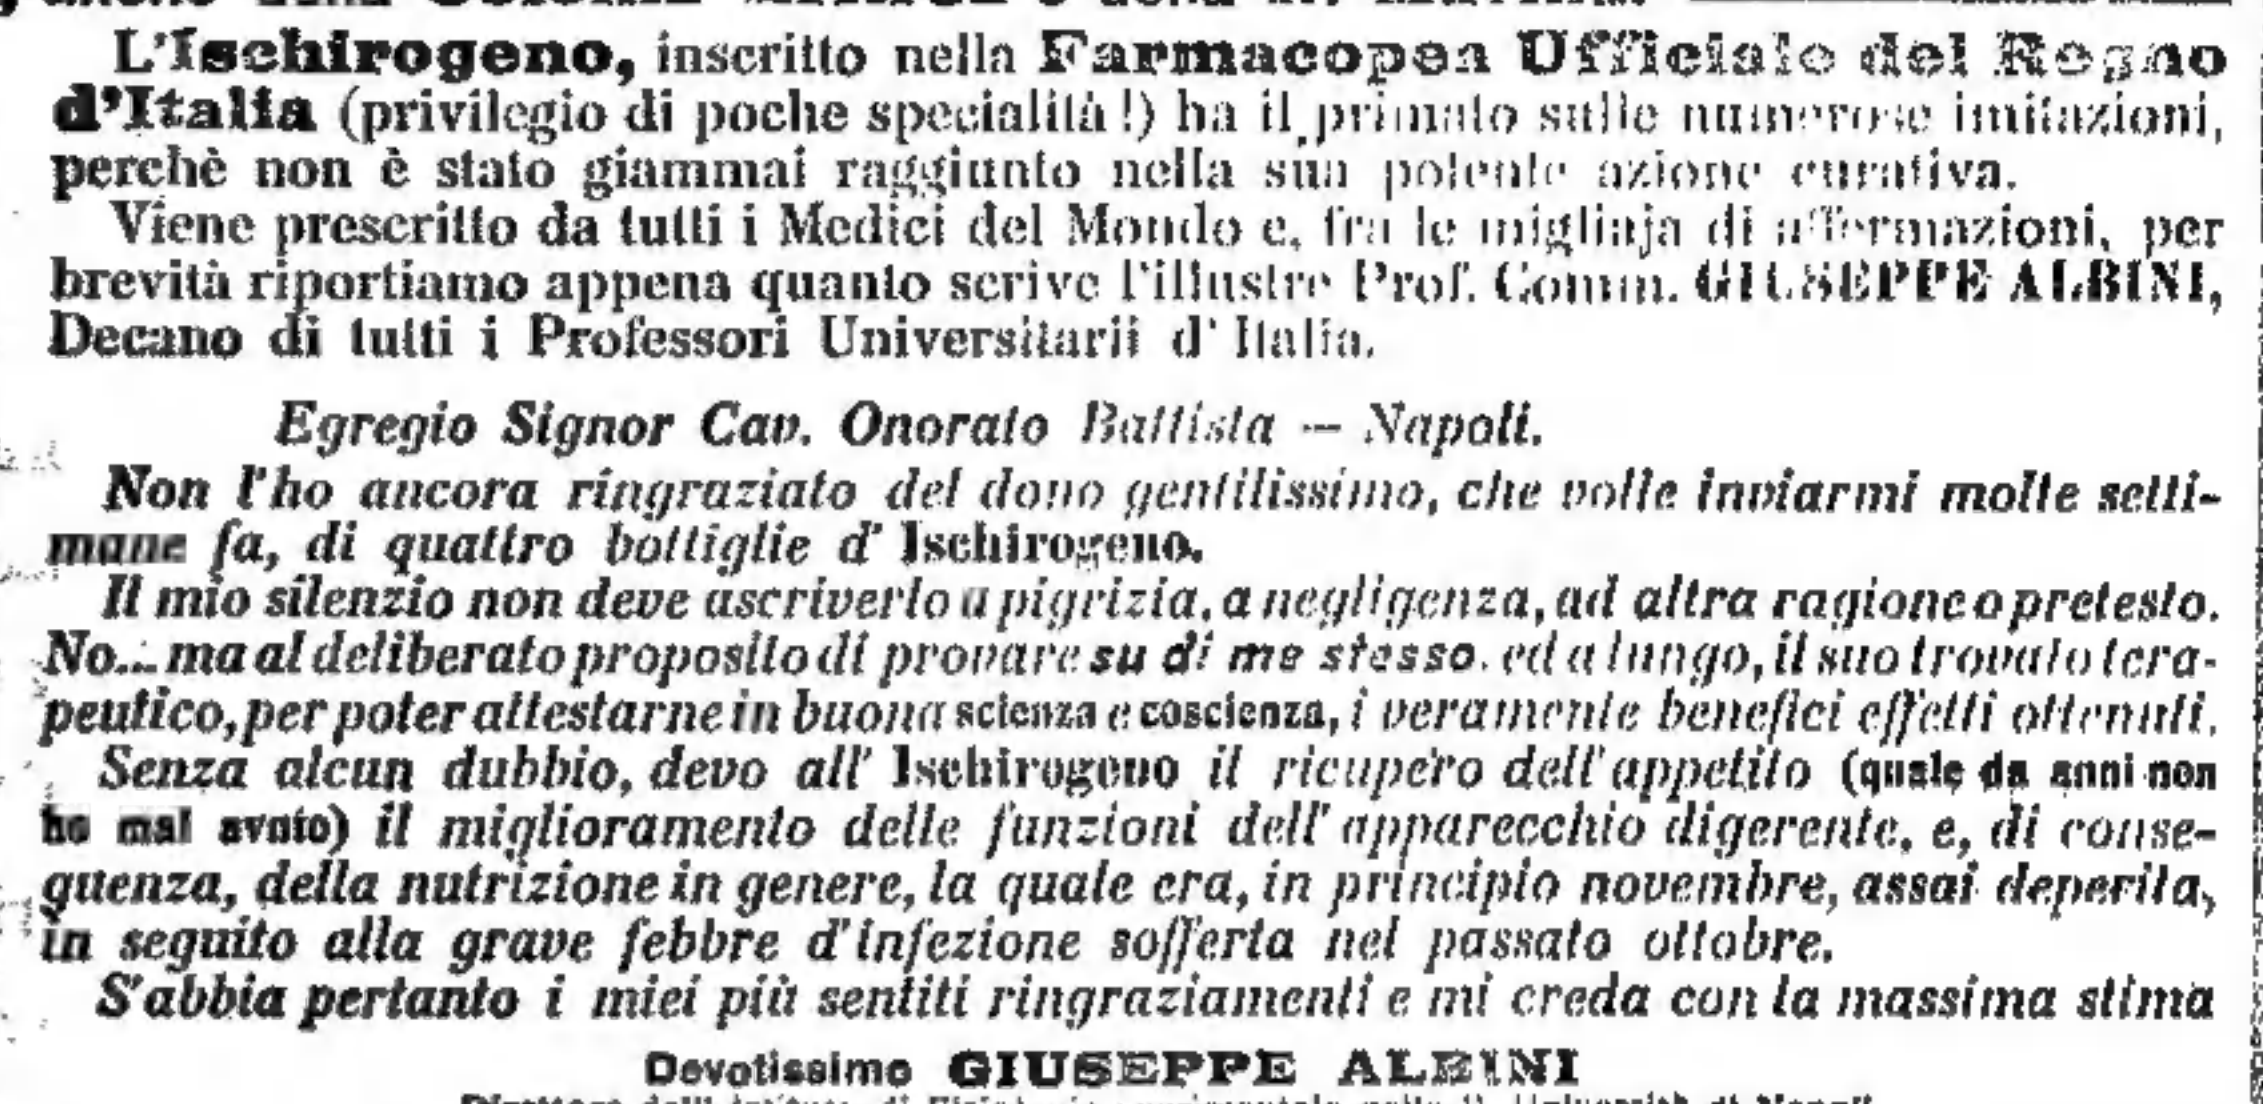 L'Ischirogeno, inscritto nella Farmacopea Ufficiale del Regno
d'Italia (privilegio di poche specialità!) ha il primato sulle numerose imitazioni,
perchè non è stato giammai raggiunto nella sua potente azione curativa.
Viene prescritto da tutti i Medici del Mondo e, fra le migliaja di affermazioni, per
brevità riportiamo appena quanto scrive l'illustre Prof. Comm. GIUSEPPE ALBINI,
Decano di tutti i Professori Universitarii d'Italia.
Egregio Signor Cav. Onorato Battista — Napoli.
Non l'ho ancora ringraziato del dono gentilissimo, che volle inviarmi molte setti-
mane fa, di quattro bottiglie d'Ischirogeno.
Il mio silenzio non deve ascriverlo a pigrizia, a negligenza, ad altra ragione o pretesto.
No... ma al deliberato proposito di provare su di me stesso, ed a lungo, il suo trovato tera-
peutico, per poter attestarne in buona scienza e coscienza, i veramente benefici effetti ottenuti.
Senza alcun dubbio, devo all'Ischirogeno il ricupero dell'appetito (quale da anni non
ho mai avuto) il miglioramento delle funzioni dell'apparecchio digerente, e, di conse-
guenza, della nutrizione in genere, la quale era, in principio novembre, assai deperita,
in seguito alla grave febbre d'infezione sofferta nel passato ottobre.
S'abbia pertanto i miei più sentiti ringraziamenti e mi creda con la massima stima
Devotissimo GIUSEPPE ALBINI